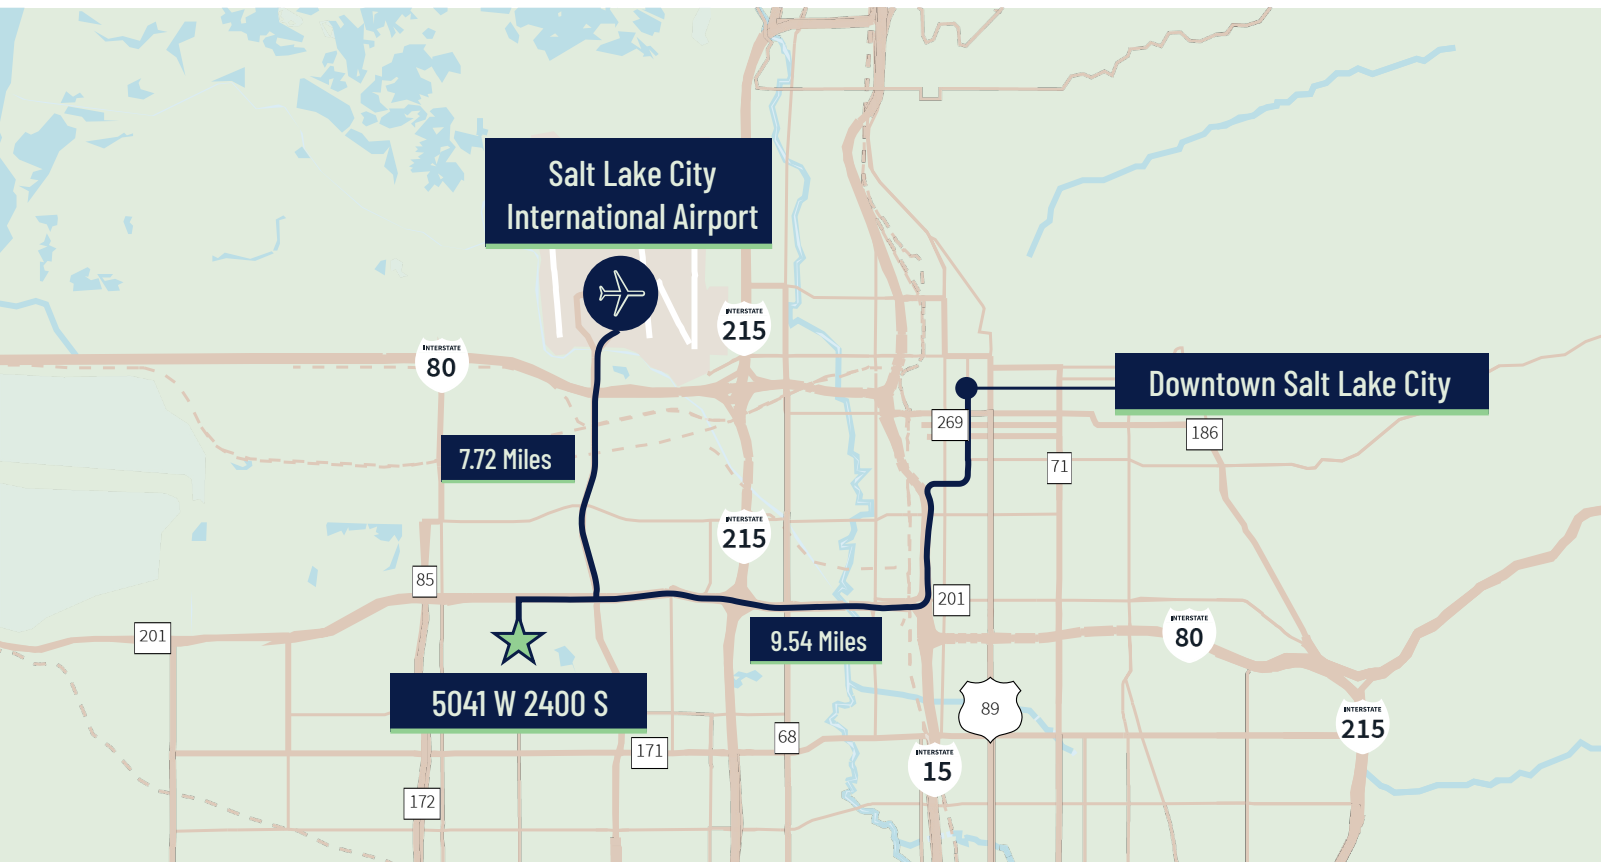 Salt Lake City
International Airport
INTERSTATE
215
INTERSTATE
80
Downtown Salt Lake City
269
186
7.72 Miles
71
INTERSTATE
215
85
201
201
9.54 Miles
INTERSTATE
80
5041 W 2400 S
89
INTERSTATE
215
68
171
INTERSTATE
15
172